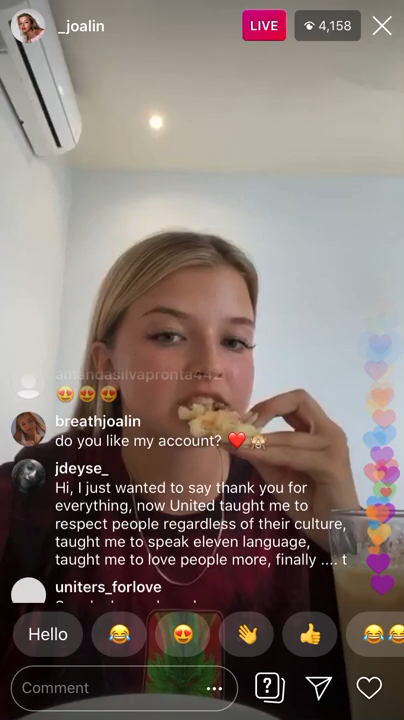 _joalin
LIVE
4,158
amandasilvapronta442
breathjoalin
do you like my account? ❤️🙈
jdeyse_
Hi, I just wanted to say thank you for
everything, now United taught me to
respect people regardless of their culture,
taught me to speak eleven language,
taught me to love people more, finally .... t
uniters_forlove
Hello
Comment